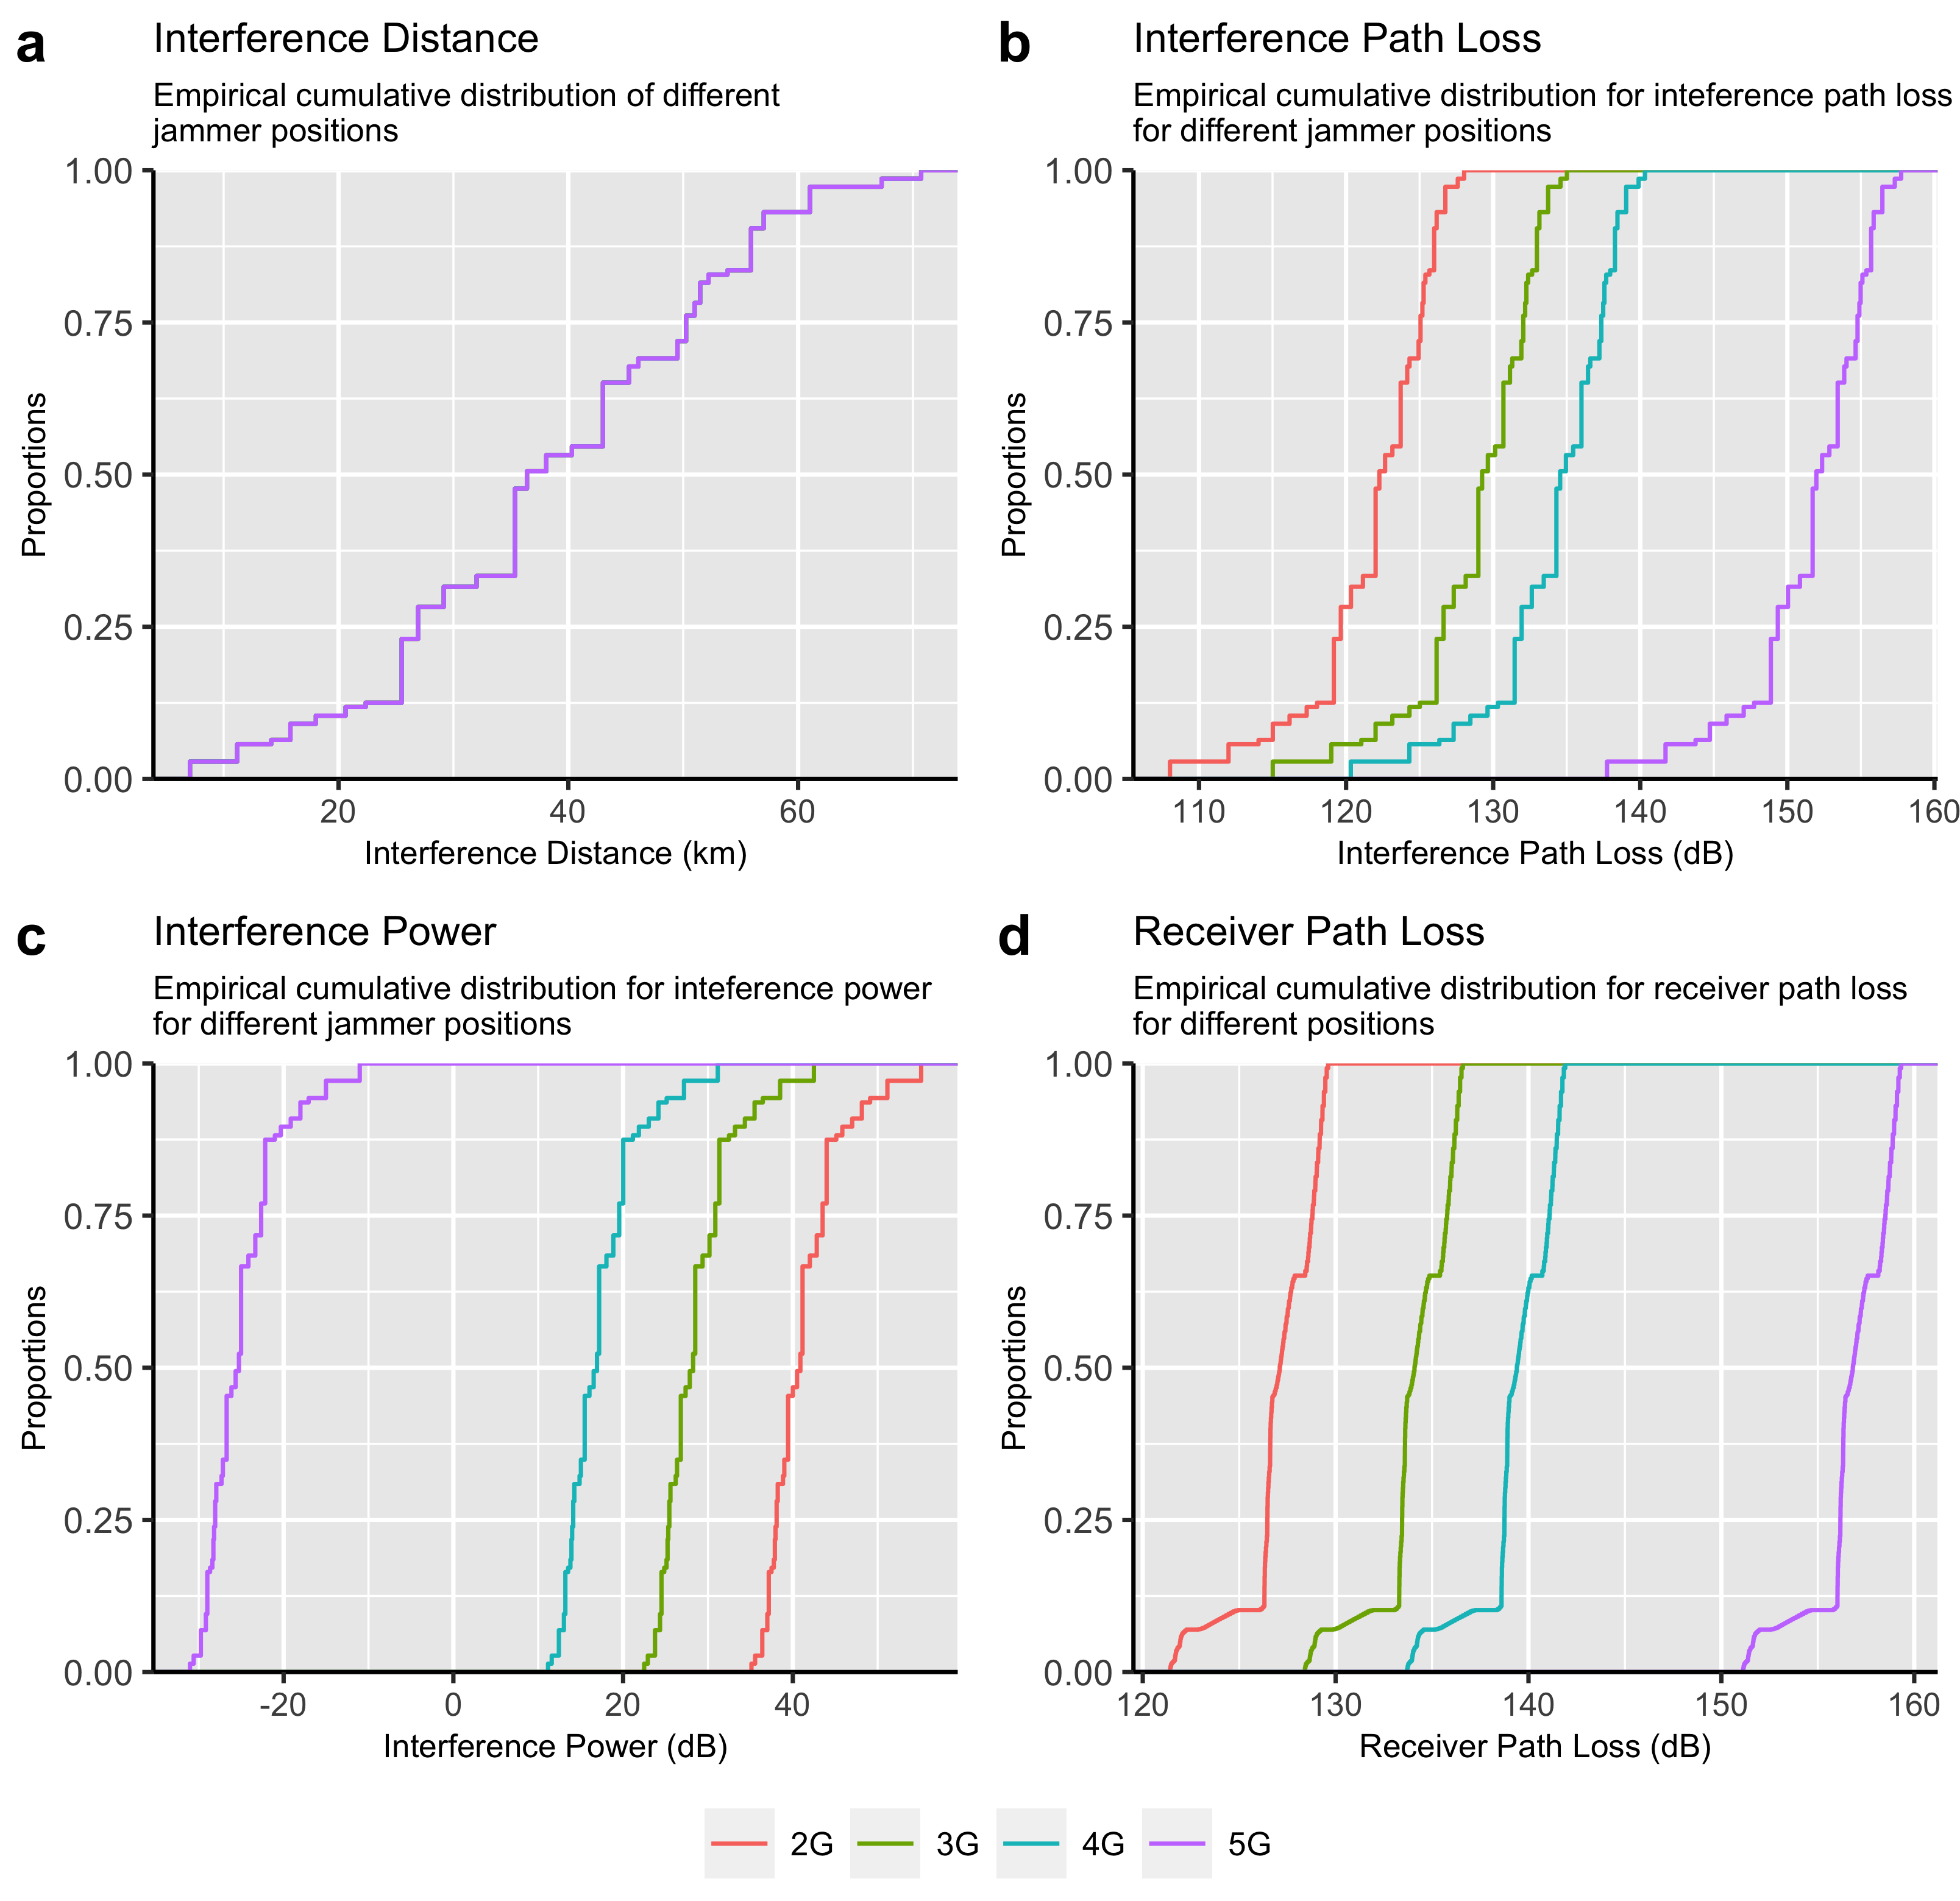 a
Interference Distance
Empirical cumulative distribution of different
jammer positions
1.00
0.75
0.50
0.25
0.00
Proportions
20 40 60
Interference Distance (km)
b
Interference Path Loss
Empirical cumulative distribution for inteference path loss
for different jammer positions
1.00
0.75
0.50
0.25
0.00
Proportions
110 120 130 140 150 160
Interference Path Loss (dB)
c
Interference Power
Empirical cumulative distribution for inteference power
for different jammer positions
1.00
0.75
0.50
0.25
0.00
Proportions
-20 0 20 40
Interference Power (dB)
d
Receiver Path Loss
Empirical cumulative distribution for receiver path loss
for different positions
1.00
0.75
0.50
0.25
0.00
Proportions
120 130 140 150 160
Receiver Path Loss (dB)
2G 3G 4G 5G